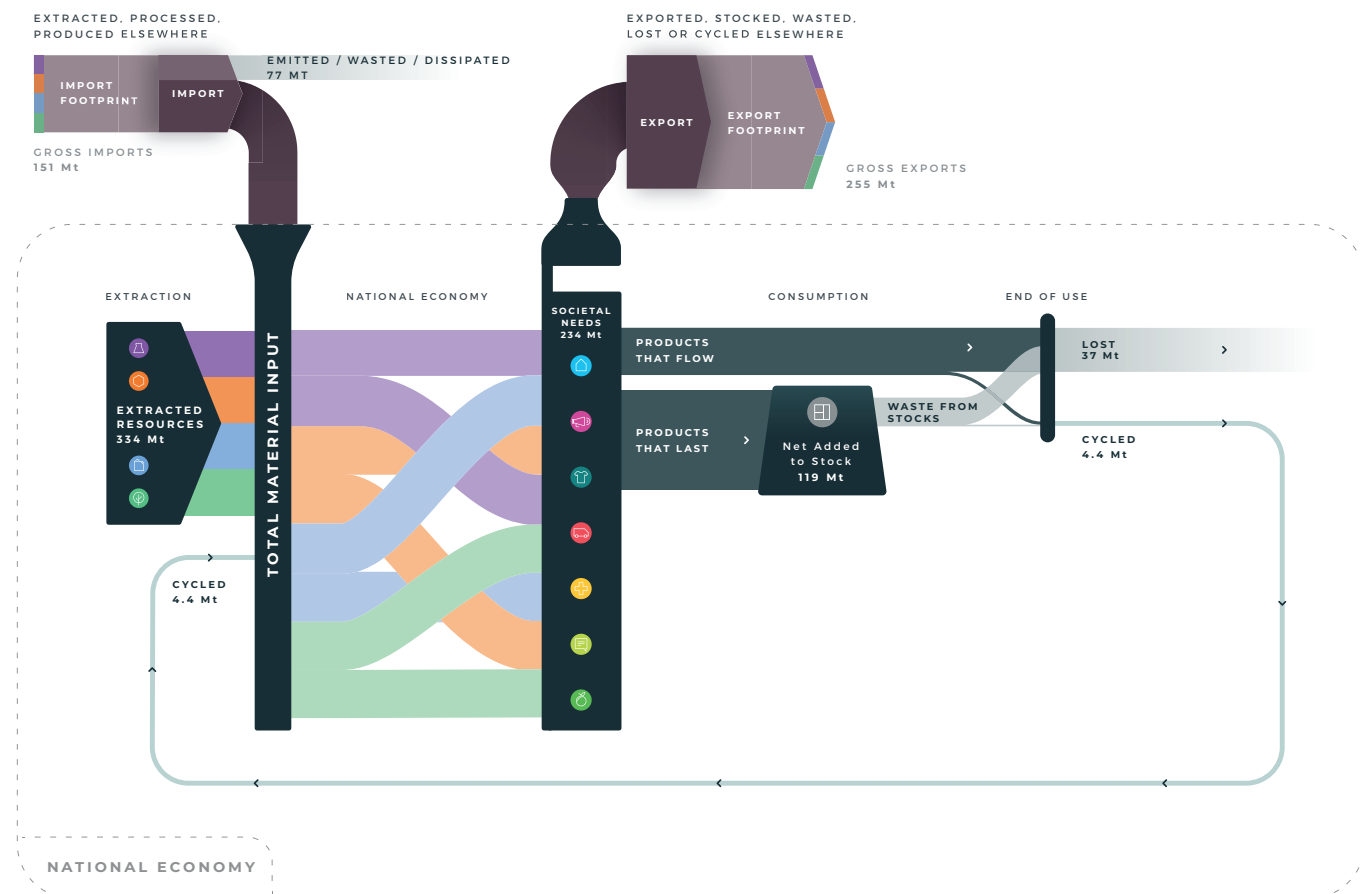 EXTRACTED, PROCESSED,
PRODUCED ELSEWHERE
EXPORTED, STOCKED, WASTED,
LOST OR CYCLED ELSEWHERE
EMITTED / WASTED / DISSIPATED
77 MT
IMPORT
FOOTPRINT
IMPORT
EXPORT
EXPORT
FOOTPRINT
GROSS IMPORTS
151 Mt
GROSS EXPORTS
255 Mt
EXTRACTION
NATIONAL ECONOMY
CONSUMPTION
END OF USE
SOCIETAL
NEEDS
234 Mt
TOTAL MATERIAL INPUT
PRODUCTS
THAT FLOW
LOST
37 Mt
EXTRACTED
RESOURCES
334 Mt
WASTE FROM
STOCKS
PRODUCTS
THAT LAST
Net Added
to Stock
119 Mt
CYCLED
4.4 Mt
CYCLED
4.4 Mt
NATIONAL ECONOMY